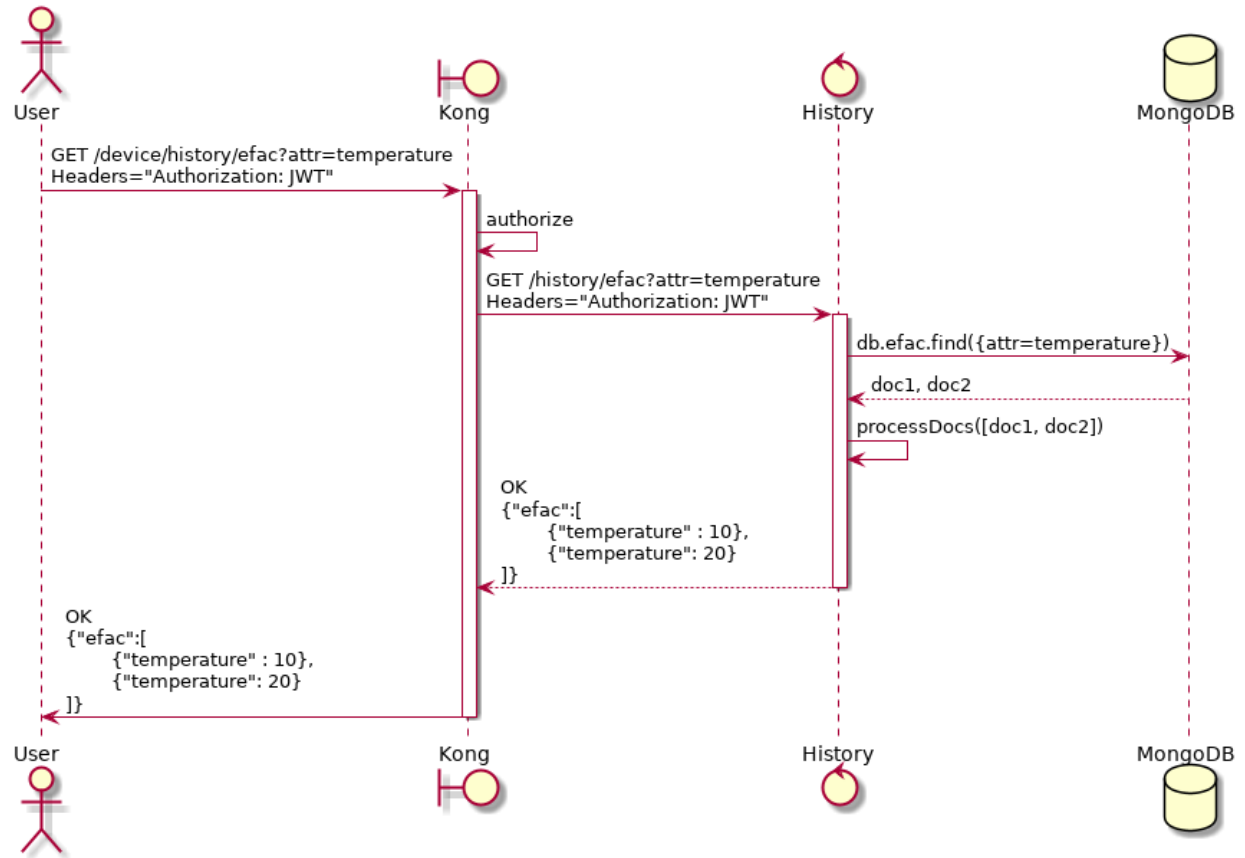 User
Kong
History
MongoDB
GET /device/history/efac?attr=temperature
Headers="Authorization: JWT"
authorize
GET /history/efac?attr=temperature
Headers="Authorization: JWT"
db.efac.find({attr=temperature})
doc1, doc2
processDocs([doc1, doc2])
OK
{"efac":[
{"temperature" : 10},
{"temperature": 20}
]}
OK
{"efac":[
{"temperature" : 10},
{"temperature": 20}
]}
User
Kong
History
MongoDB